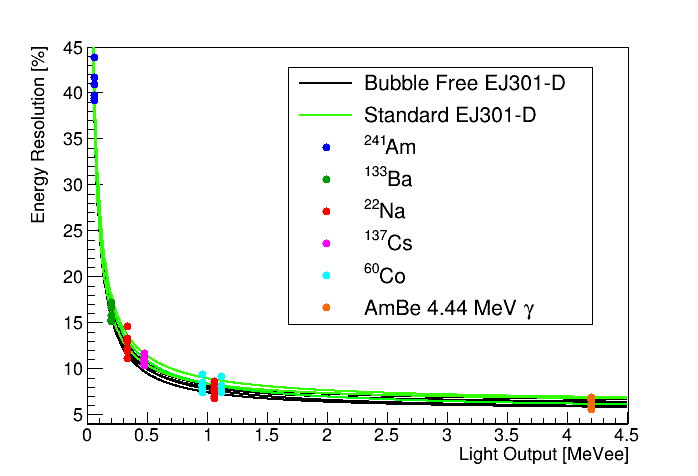 Energy Resolution [%]
45
40
35
30
25
20
15
10
5
Bubble Free EJ301-D
Standard EJ301-D
²⁴¹Am
¹³³Ba
²²Na
¹³⁷Cs
⁶⁰Co
AmBe 4.44 MeV γ
0 0.5 1 1.5 2 2.5 3 3.5 4 4.5
Light Output [MeVee]